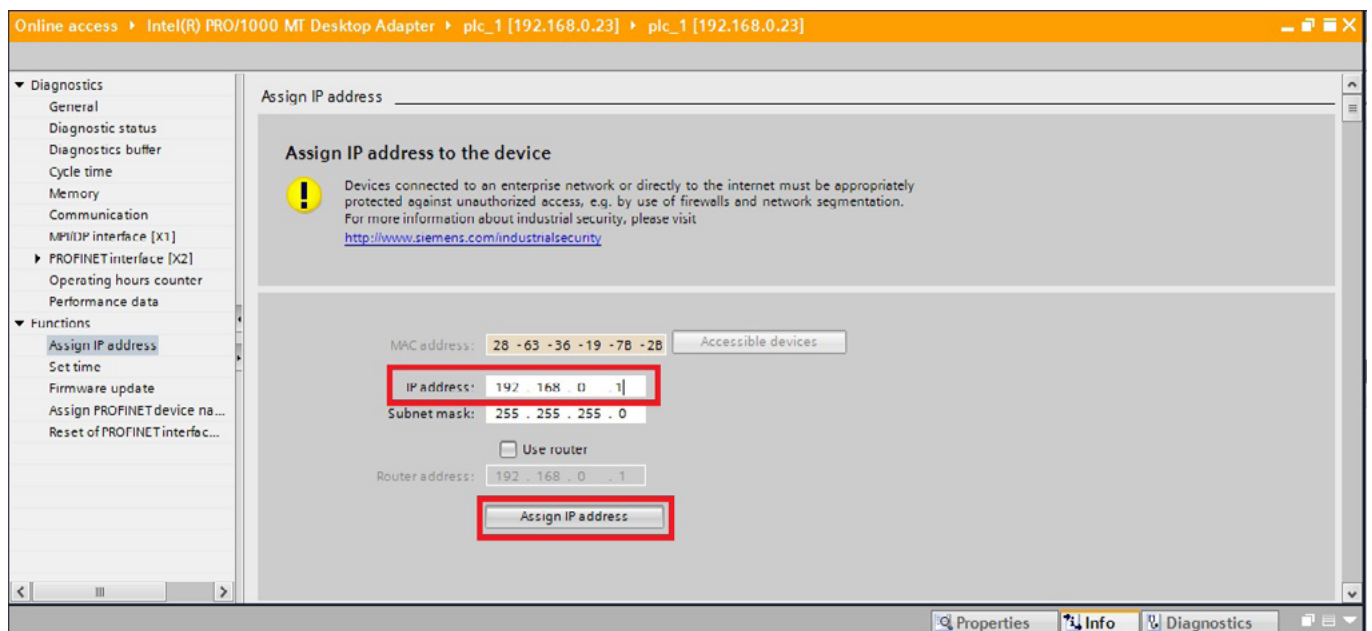 Online access ▸ Intel(R) PRO/1000 MT Desktop Adapter ▸ plc_1 [192.168.0.23] ▸ plc_1 [192.168.0.23]
Diagnostics
General
Diagnostic status
Diagnostics buffer
Cycle time
Memory
Communication
MPI/DP interface [X1]
PROFINET interface [X2]
Operating hours counter
Performance data
Functions
Assign IP address
Set time
Firmware update
Assign PROFINET device na...
Reset of PROFINET interfac...
Assign IP address
Assign IP address to the device
Devices connected to an enterprise network or directly to the internet must be appropriately
protected against unauthorized access, e.g. by use of firewalls and network segmentation.
For more information about industrial security, please visit
http://www.siemens.com/industrialsecurity
MAC address: 28 -63 -36 -19 -7B -2B Accessible devices
IP address: 192 . 168 . 0 . 1
Subnet mask: 255 . 255 . 255 . 0
Use router
Router address: 192 . 168 . 0 . 1
Assign IP address
Properties Info Diagnostics